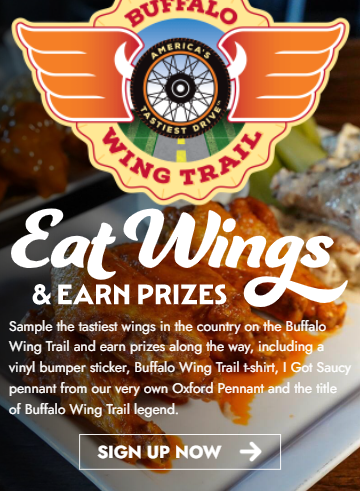 BUFFALO
AMERICA'S
TASTIEST DRIVE™
WING TRAIL
Eat Wings
& EARN PRIZES
Sample the tastiest wings in the country on the Buffalo
Wing Trail and earn prizes along the way, including a
vinyl bumper sticker, Buffalo Wing Trail t-shirt, I Got Saucy
pennant from our very own Oxford Pennant and the title
of Buffalo Wing Trail legend.
SIGN UP NOW